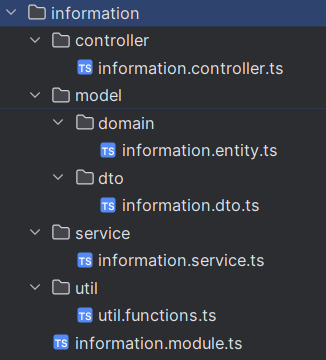 information
controller
TS information.controller.ts
model
domain
TS information.entity.ts
dto
TS information.dto.ts
service
TS information.service.ts
util
TS util.functions.ts
TS information.module.ts